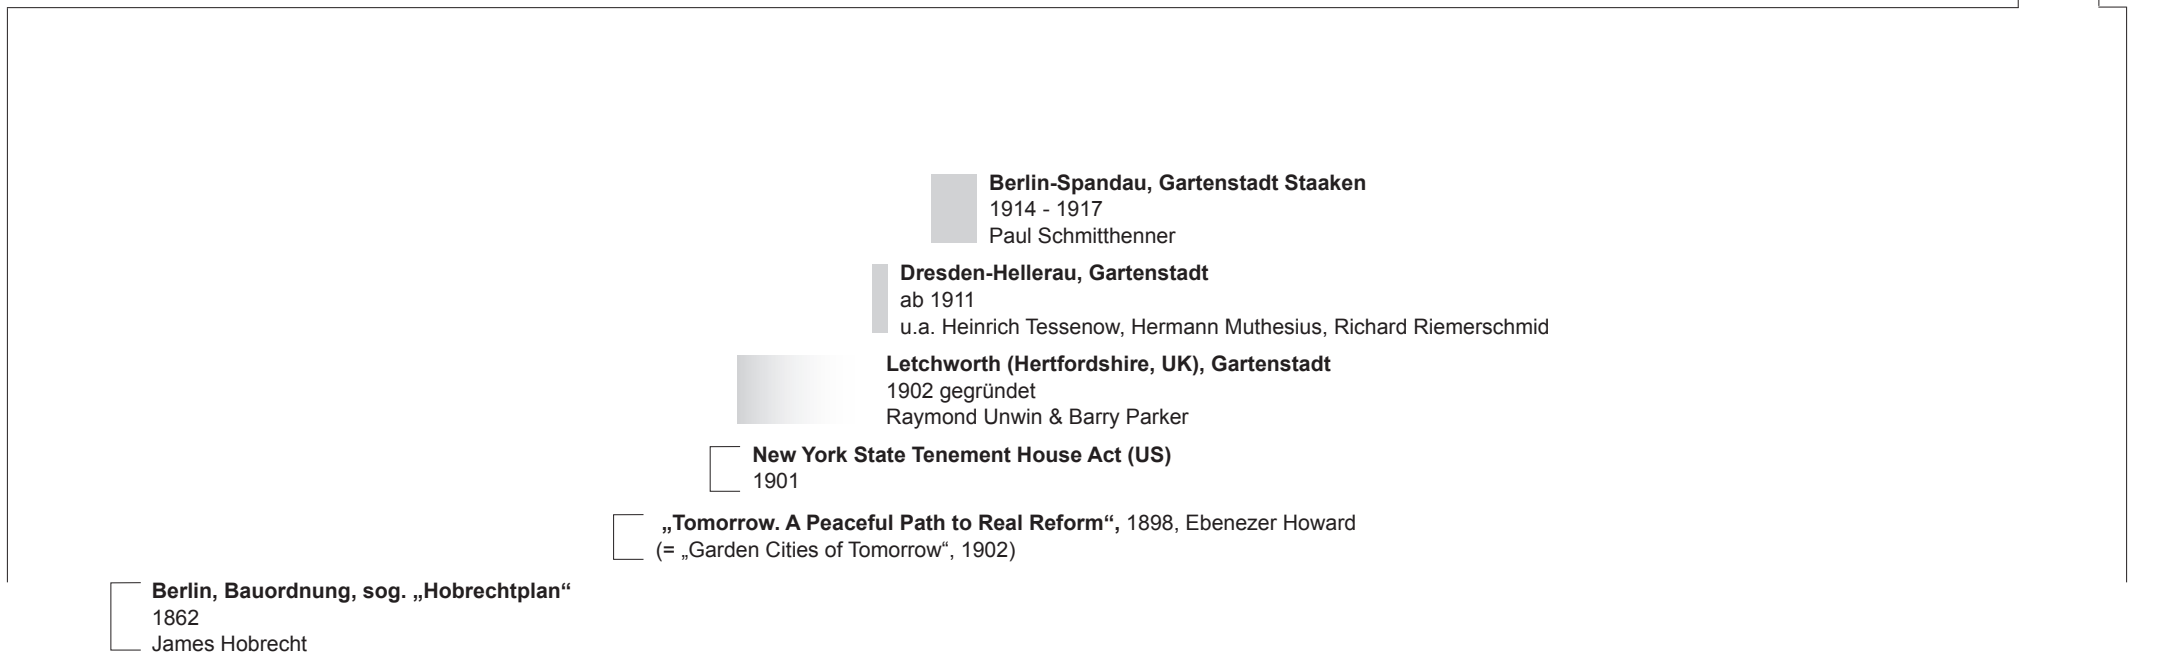 Berlin-Spandau, Gartenstadt Staaken
1914 - 1917
Paul Schmitthenner
Dresden-Hellerau, Gartenstadt
ab 1911
u.a. Heinrich Tessenow, Hermann Muthesius, Richard Riemerschmid
Letchworth (Hertfordshire, UK), Gartenstadt
1902 gegründet
Raymond Unwin & Barry Parker
New York State Tenement House Act (US)
1901
„Tomorrow. A Peaceful Path to Real Reform“, 1898, Ebenezer Howard
(= „Garden Cities of Tomorrow“, 1902)
Berlin, Bauordnung, sog. „Hobrechtplan“
1862
James Hobrecht